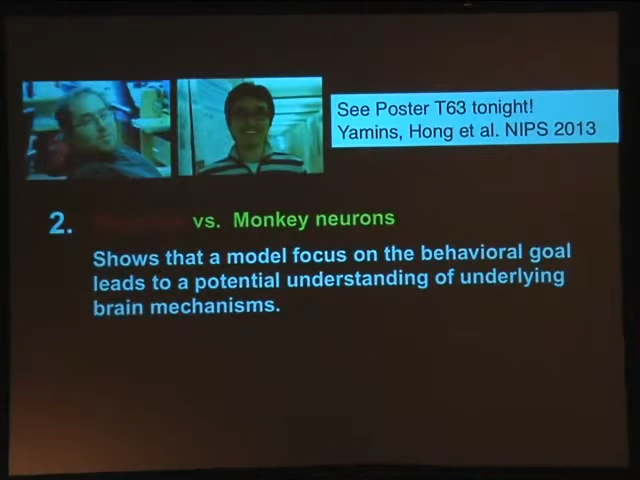 See Poster T63 tonight!
Yamins, Hong et al. NIPS 2013
2. vs. Monkey neurons
Shows that a model focus on the behavioral goal
leads to a potential understanding of underlying
brain mechanisms.